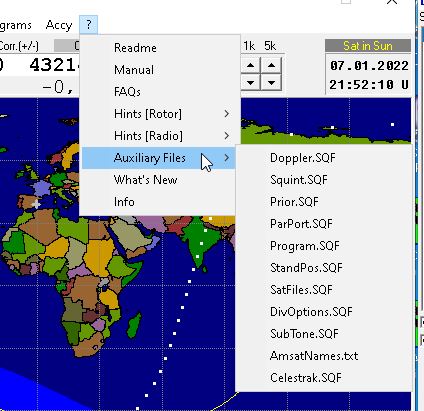 grams Accy ?
Corr.(+/-) 0 1k 5k Sat in Sun
0 43214 07.01.2022
-0, 21:52:10 U
Readme
Manual
FAQs
Hints [Rotor]
Hints [Radio]
Auxiliary Files
What's New
Info
Doppler.SQF
Squint.SQF
Prior.SQF
ParPort.SQF
Program.SQF
StandPos.SQF
SatFiles.SQF
DivOptions.SQF
SubTone.SQF
AmsatNames.txt
Celestrak.SQF